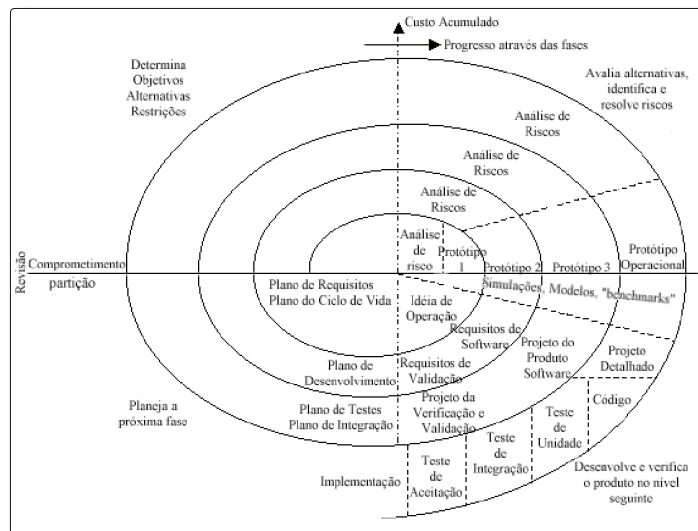 Custo Acumulado
Progresso através das fases
Determina
Objetivos
Alternativas
Restrições
Avalia alternativas,
identifica e
resolve riscos
Análise de
Riscos
Análise de
Riscos
Análise de
Riscos
Análise
de
risco
Protótipo
1
Protótipo 2
Protótipo 3
Protótipo
Operacional
Revisão
Comprometimento
partição
Simulações, Modelos, "benchmarks"
Plano de Requisitos
Plano do Ciclo de Vida
Idéia de
Operação
Requisitos de
Software
Projeto do
Produto
Software
Projeto
Detalhado
Plano de
Desenvolvimento
Requisitos de
Validação
Planeja a
próxima fase
Plano de Testes
Plano de Integração
Projeto da
Verificação e
Validação
Código
Teste
de
Unidade
Teste
de
Integração
Teste
de
Aceitação
Implementação
Desenvolve e verifica
o produto no nível
seguinte